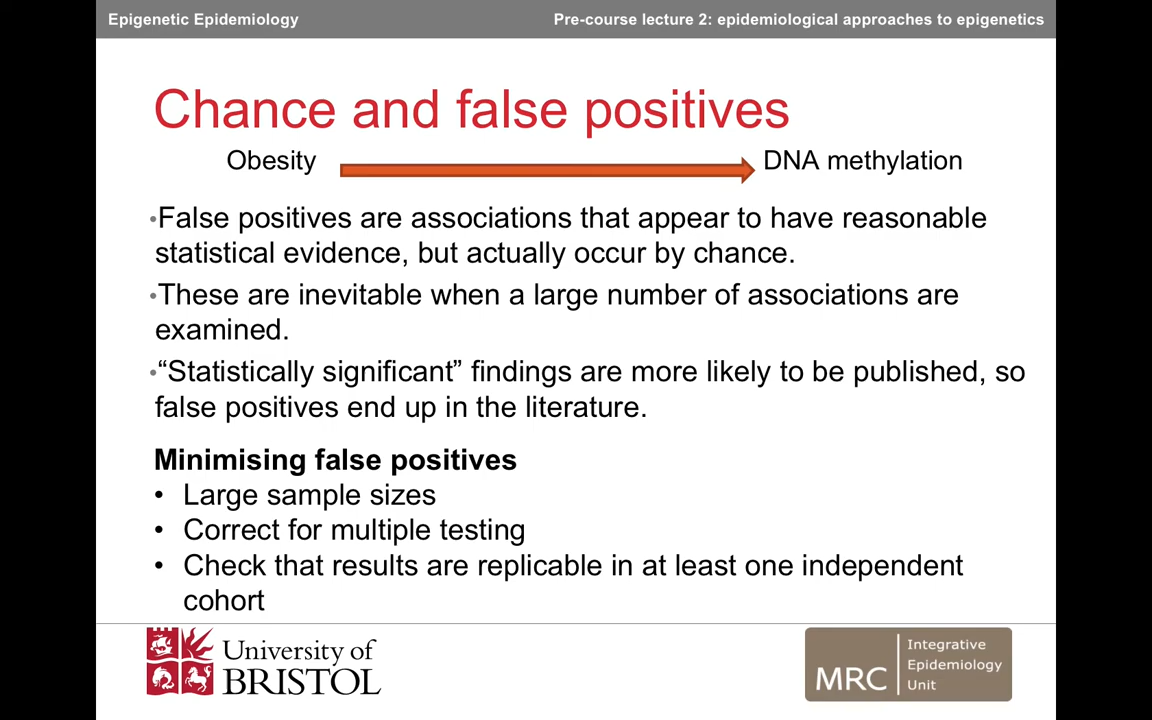 Epigenetic Epidemiology
Pre-course lecture 2: epidemiological approaches to epigenetics
Chance and false positives
Obesity
DNA methylation
•False positives are associations that appear to have reasonable
statistical evidence, but actually occur by chance.
•These are inevitable when a large number of associations are
examined.
•“Statistically significant” findings are more likely to be published, so
false positives end up in the literature.
Minimising false positives
• Large sample sizes
• Correct for multiple testing
• Check that results are replicable in at least one independent
cohort
University of
BRISTOL
MRC
Integrative
Epidemiology
Unit